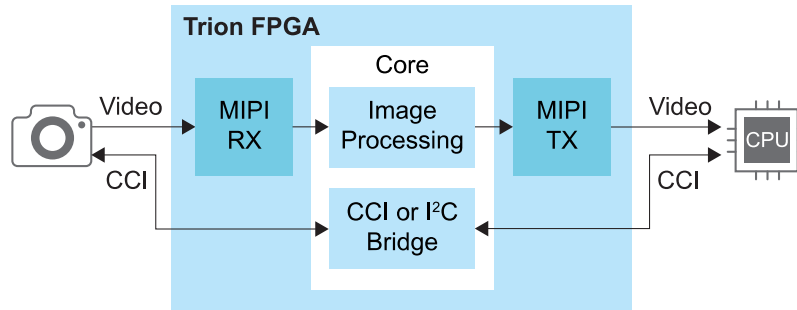 Trion FPGA
Core
Video
MIPI
RX
Image
Processing
MIPI
TX
Video
CPU
CCI
CCI or I²C
Bridge
CCI